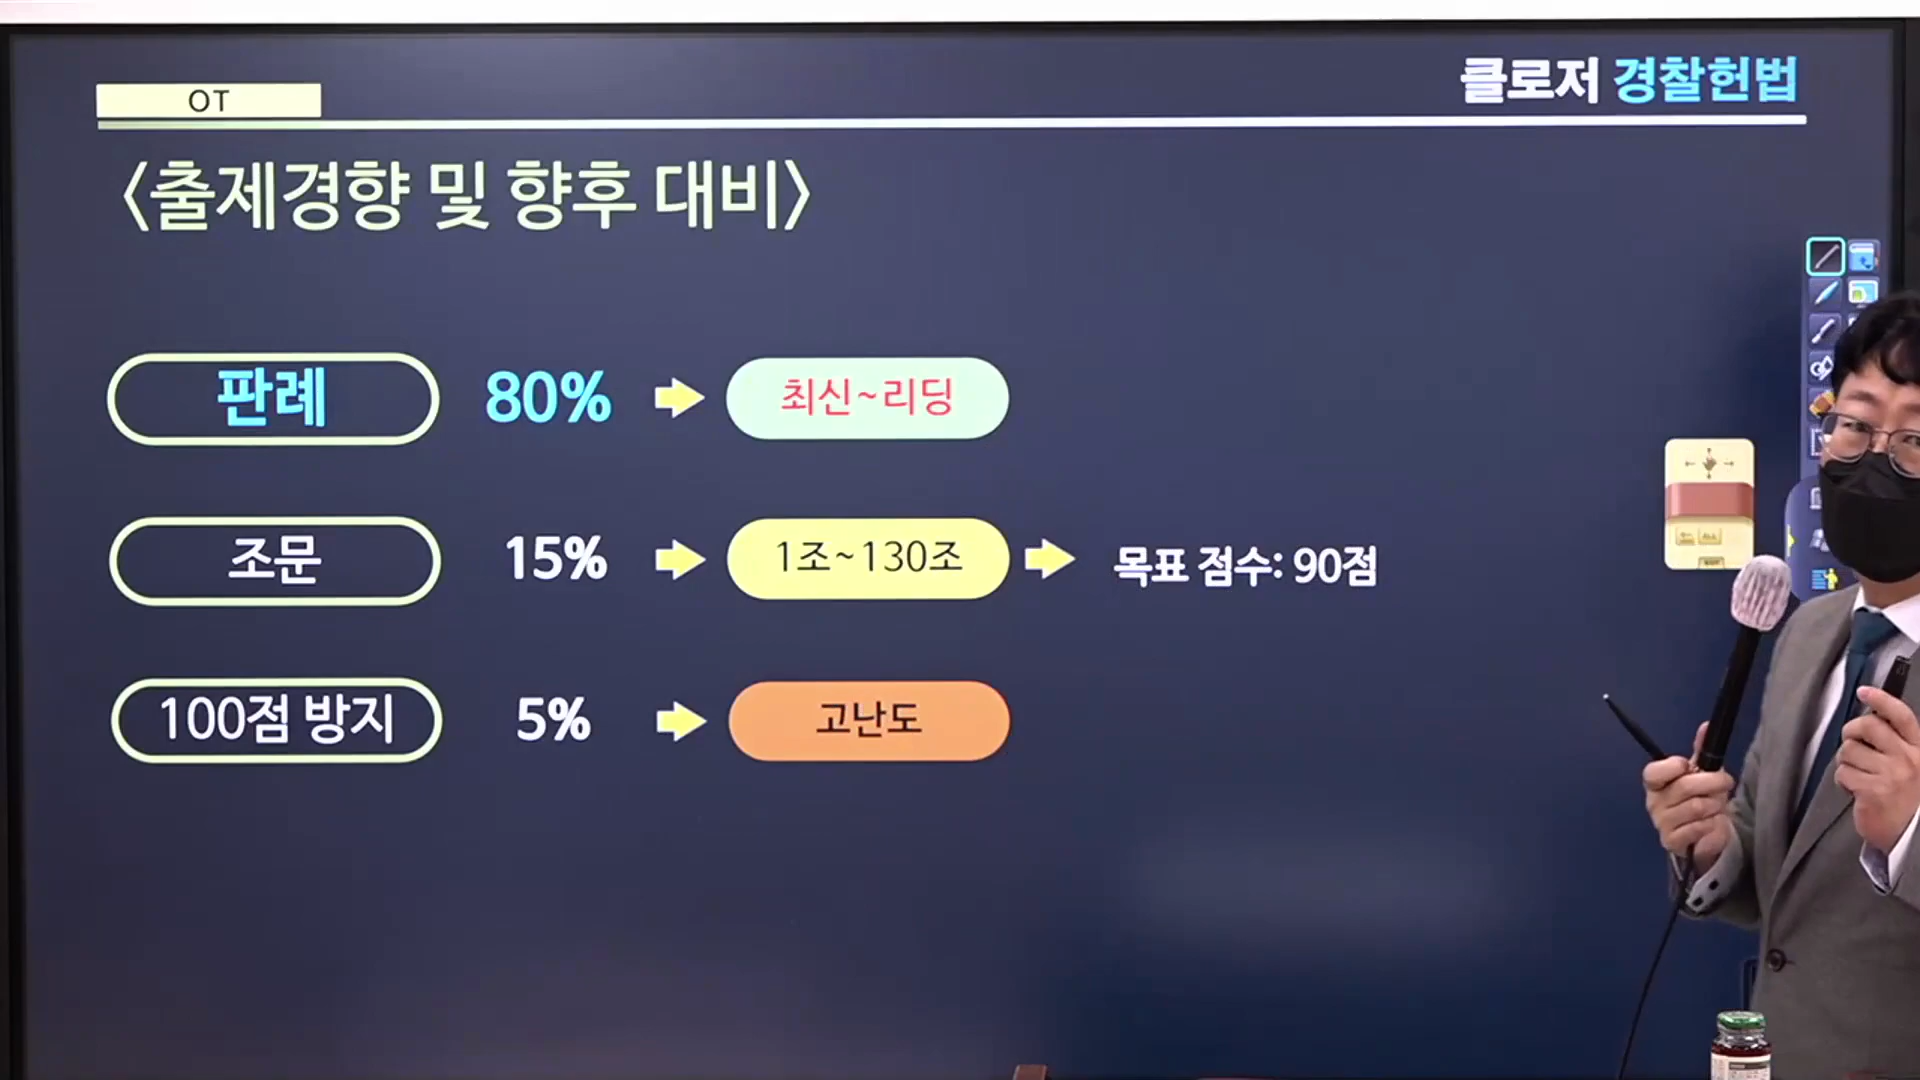 OT
클로저 경찰헌법
〈출제경향 및 향후 대비〉
판례 80% 최신~리딩
조문 15% 1조~130조 목표 점수: 90점
100점 방지 5% 고난도